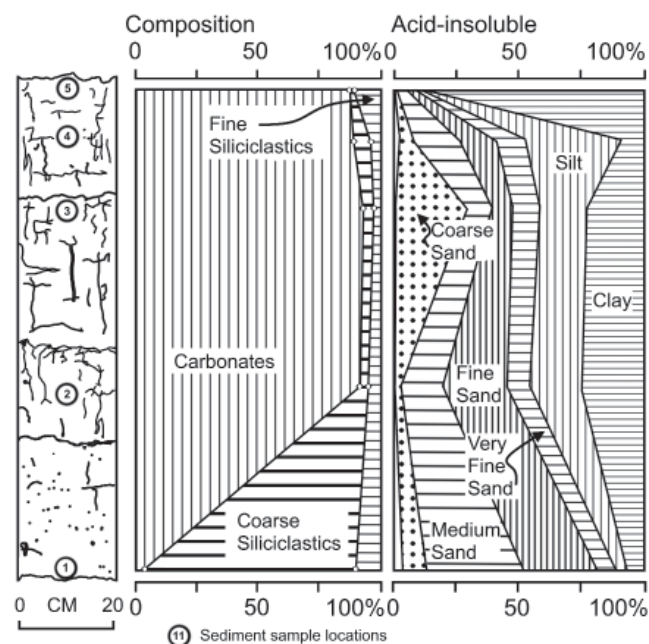 Composition
Acid-insoluble
0 50 100%
0 50 100%
5
Fine
Siliciclastics
4
Silt
3
Coarse
Sand
Clay
Carbonates
2
Fine
Sand
Very
Fine
Sand
Coarse
Siliciclastics
Medium
Sand
1
0 CM 20
50 100%
50 100%
11 Sediment sample locations